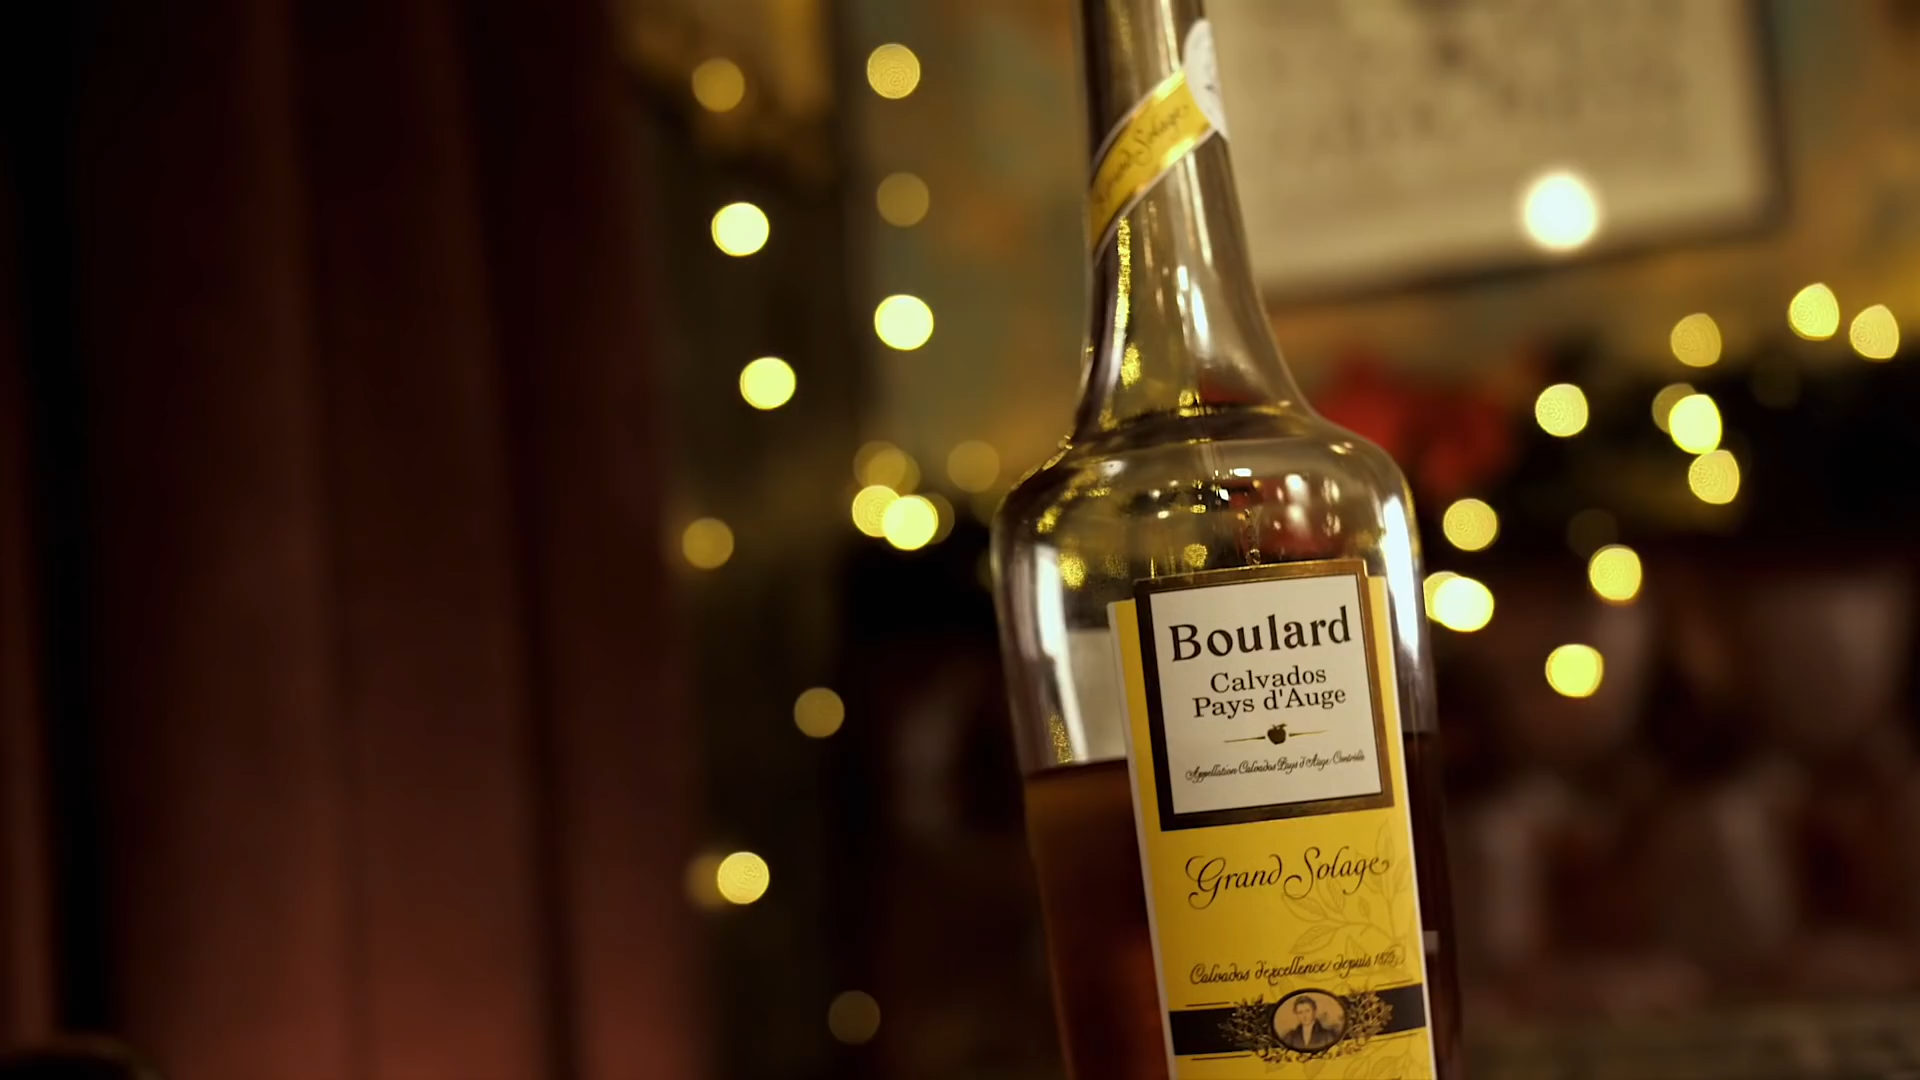 Grand Solage
Boulard
Calvados
Pays d'Auge
Appellation Calvados Pays d'Auge Contrôlée
Grand Solage
Calvados d'excellence depuis 1825